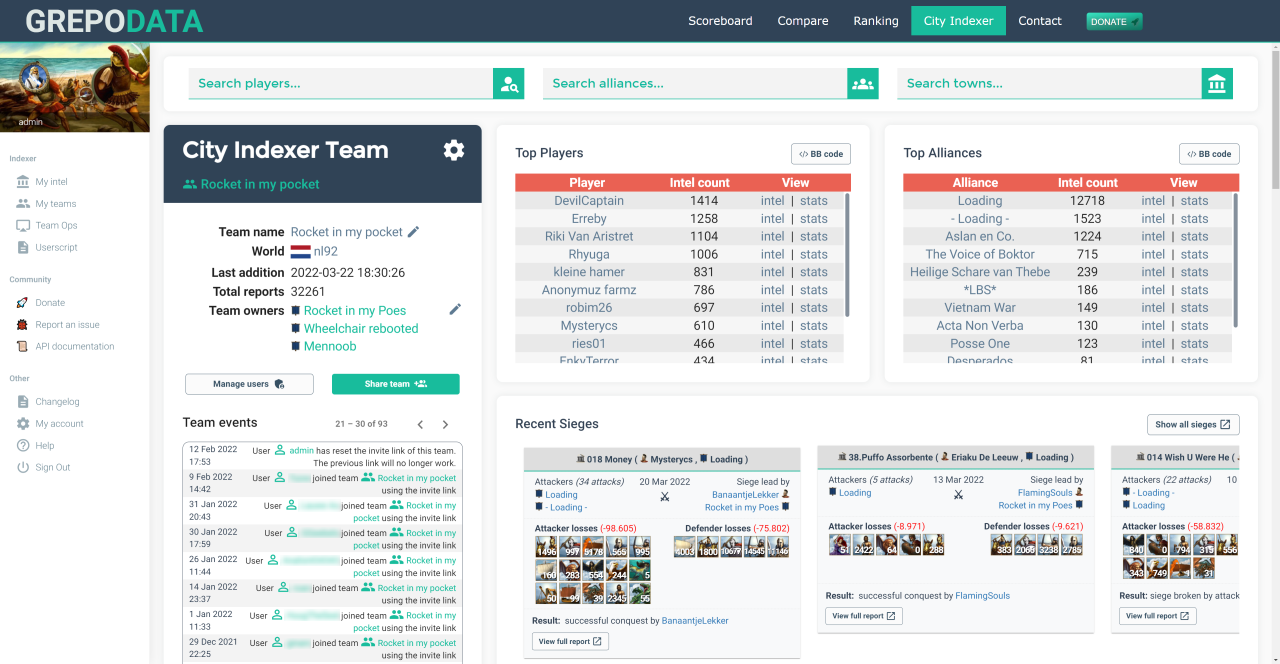 GREPODATA
Scoreboard Compare Ranking City Indexer Contact DONATE
admin
Indexer
My intel
My teams
Team Ops
Userscript
Community
Donate
Report an issue
API documentation
Other
Changelog
My account
Help
Sign Out
Search players...
Search alliances...
Search towns...
City Indexer Team
Rocket in my pocket
Team name Rocket in my pocket
World nl92
Last addition 2022-03-22 18:30:26
Total reports 32261
Team owners Rocket in my Poes
Wheelchair rebooted
Mennoob
Manage users
Share team
Team events 21 – 30 of 93
12 Feb 2022 User admin has reset the invite link of this team.
17:53 The previous link will no longer work.
9 Feb 2022 User joined team Rocket in my pocket
14:42 using the invite link
31 Jan 2022 User joined team Rocket in my
20:43 pocket using the invite link
30 Jan 2022 User joined team Rocket in my
17:59 pocket using the invite link
26 Jan 2022 User joined team Rocket in my
11:44 pocket using the invite link
14 Jan 2022 User joined team Rocket in my pocket
23:37 using the invite link
1 Jan 2022 User joined team Rocket in my
11:33 pocket using the invite link
29 Dec 2021 User joined team Rocket in my pocket
22:25 using the invite link
Top Players BB code
Player Intel count View
DevilCaptain 1414 intel | stats
Erreby 1258 intel | stats
Riki Van Aristret 1104 intel | stats
Rhyuga 1006 intel | stats
kleine hamer 831 intel | stats
Anonymuz farmz 786 intel | stats
robim26 697 intel | stats
Mysterycs 610 intel | stats
ries01 466 intel | stats
EnkyTerror 434 intel | stats
Top Alliances BB code
Alliance Intel count View
Loading 12718 intel | stats
- Loading - 1523 intel | stats
Aslan en Co. 1224 intel | stats
The Voice of Boktor 715 intel | stats
Heilige Schare van Thebe 239 intel | stats
*LBS* 186 intel | stats
Vietnam War 149 intel | stats
Acta Non Verba 130 intel | stats
Posse One 123 intel | stats
Desperados 81 intel | stats
Recent Sieges Show all sieges
018 Money ( Mysterycs , Loading )
Attackers (34 attacks) 20 Mar 2022 Siege lead by
Loading BanaantjeLekker
- Loading - Rocket in my Poes
Attacker losses (-98.605) Defender losses (-75.802)
1496 997 9178 565 995 4003 1800 10677 14545 1146
160 283 554 244 5
50 99 39 2345 55
Result: successful conquest by BanaantjeLekker
View full report
38.Puffo Assorbente ( Eriaku De Leeuw , Loading )
Attackers (5 attacks) 13 Mar 2022 Siege lead by
Loading FlamingSouls
Rocket in my Poes
Attacker losses (-8.971) Defender losses (-9.621)
51 2422 64 0 288 383 2066 3238 2785
Result: successful conquest by FlamingSouls
View full report
014 Wish U Were He (
Attackers (22 attacks) 10
- Loading -
Loading
Attacker losses (-58.832)
840 0 794 315 556
343 749 1 31
Result: siege broken by attack
View full report